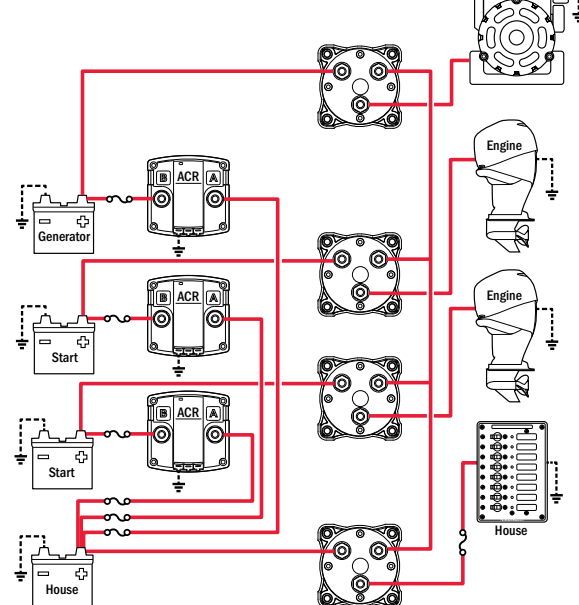 Engine
B ACR A
Generator
B ACR A
Engine
Start
B ACR A
Start
House
House